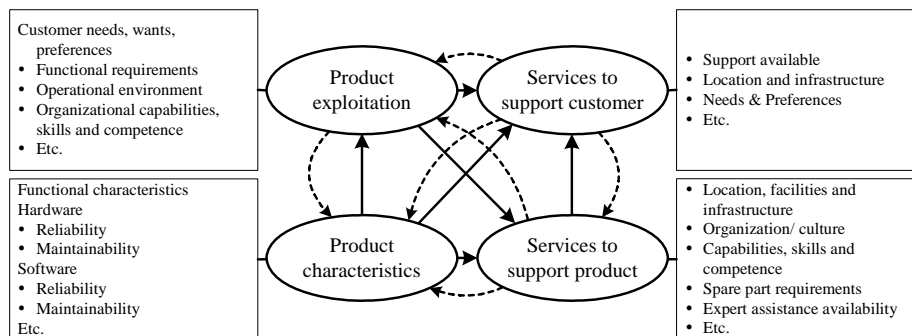 Customer needs, wants,
preferences
• Functional requirements
• Operational environment
• Organizational capabilities,
skills and competence
• Etc.
Product
exploitation
Services to
support customer
• Support available
• Location and infrastructure
• Needs & Preferences
• Etc.
Functional characteristics
Hardware
• Reliability
• Maintainability
Software
• Reliability
• Maintainability
Etc.
Product
characteristics
Services to
support product
• Location, facilities and
infrastructure
• Organization/ culture
• Capabilities, skills and
competence
• Spare part requirements
• Expert assistance availability
• Etc.